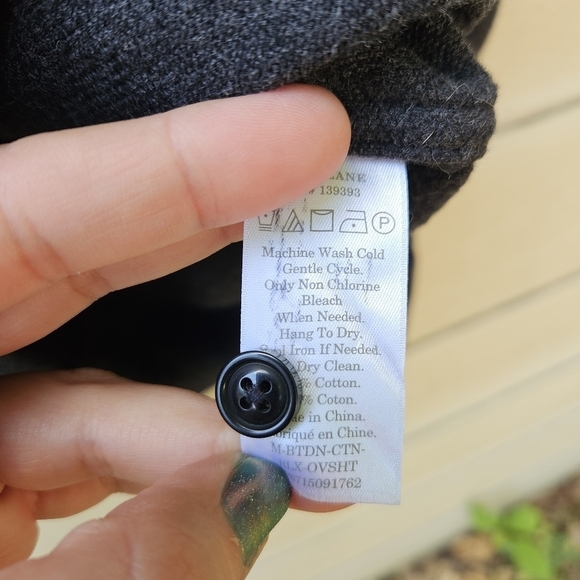 139393
P
Machine Wash Cold
Gentle Cycle.
Only Non Chlorine
Bleach
When Needed.
Hang To Dry.
Iron If Needed.
Dry Clean.
% Cotton.
% Coton.
in China.
en Chine.
M-BTDN-CTN-
-OVSHT
715091762